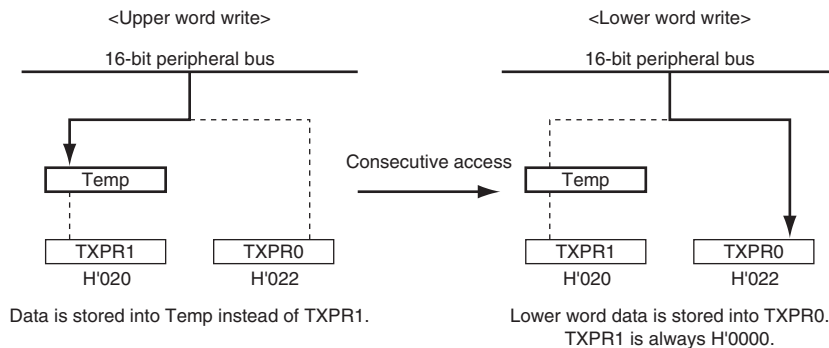 <Upper word write>
16-bit peripheral bus
Temp
TXPR1
TXPR0
H'020
H'022
Data is stored into Temp instead of TXPR1.
Consecutive access
<Lower word write>
16-bit peripheral bus
Temp
TXPR1
TXPR0
H'020
H'022
Lower word data is stored into TXPR0.
TXPR1 is always H'0000.